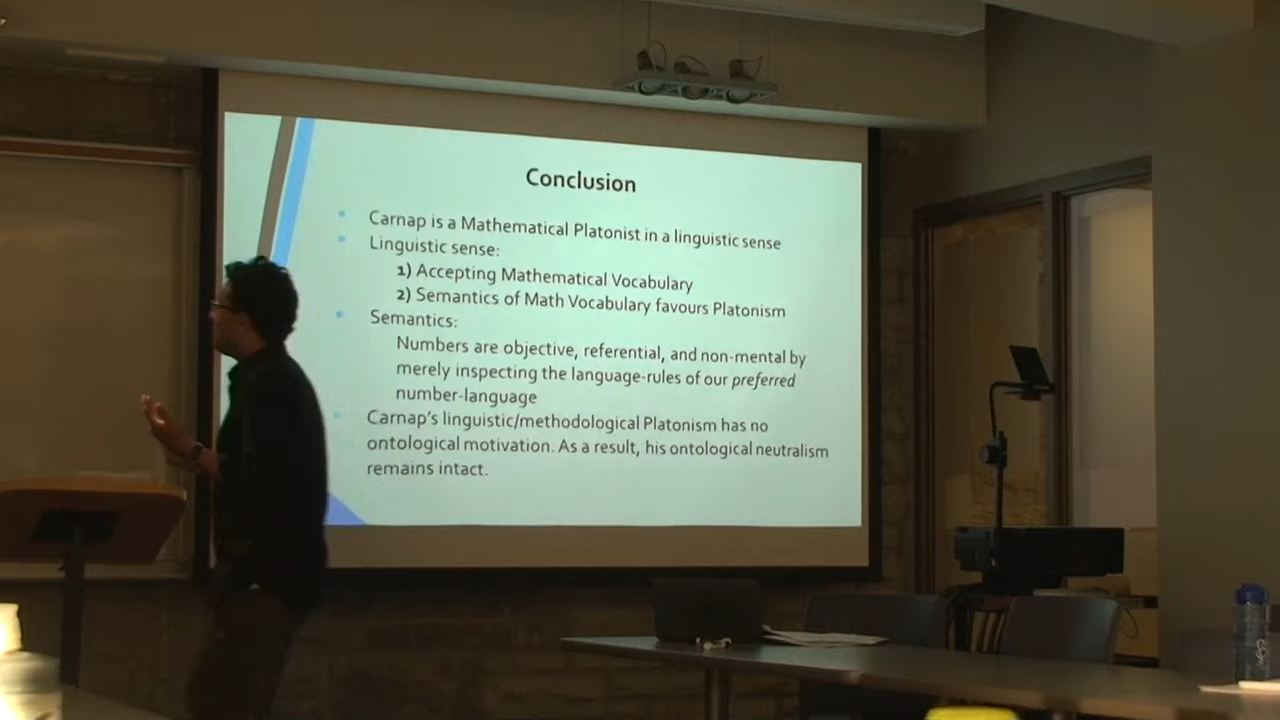 Conclusion
Carnap is a Mathematical Platonist in a linguistic sense
Linguistic sense:
1) Accepting Mathematical Vocabulary
2) Semantics of Math Vocabulary favours Platonism
Semantics:
Numbers are objective, referential, and non-mental by
merely inspecting the language-rules of our preferred
number-language
Carnap's linguistic/methodological Platonism has no
ontological motivation. As a result, his ontological neutralism
remains intact.